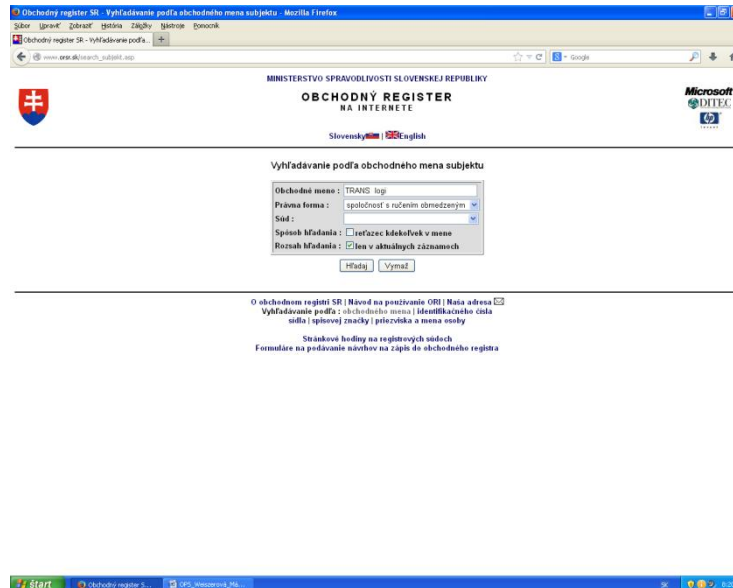 Obchodný register SR - Vyhľadávanie podľa obchodného mena subjektu - Mozilla Firefox
Súbor Upraviť Zobraziť História Záložky Nástroje Pomocník
Obchodný register SR - Vyhľadávanie podľa... +
www.orsr.sk/search_subjekt.asp
Google
MINISTERSTVO SPRAVODLIVOSTI SLOVENSKEJ REPUBLIKY
OBCHODNÝ REGISTER
NA INTERNETE
Microsoft
DITEC
hp
Slovensky | English
Vyhľadávanie podľa obchodného mena subjektu
Obchodné meno : TRANS logi
Právna forma : spoločnosť s ručením obmedzeným
Súd :
Spôsob hľadania : reťazec kdekoľvek v mene
Rozsah hľadania : len v aktuálnych záznamoch
Hľadaj Vymaž
O obchodnom registri SR | Návod na používanie ORI | Naša adresa
Vyhľadávanie podľa : obchodného mena | identifikačného čísla
sídla | spisovej značky | priezviska a mena osoby
Stránkové hodiny na registrových súdoch
Formuláre na podávanie návrhov na zápis do obchodného registra
štart Obchodný register S... OPS_Weszerová_Má... SK